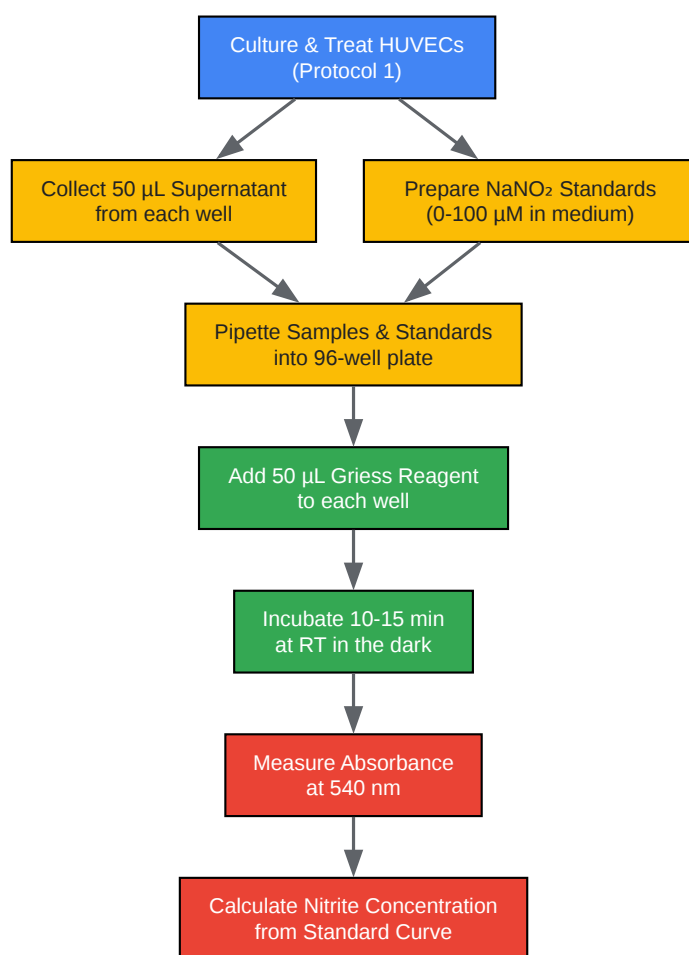 Culture & Treat HUVECs
(Protocol 1)
Collect 50 µL Supernatant
from each well
Prepare NaNO₂ Standards
(0-100 µM in medium)
Pipette Samples & Standards
into 96-well plate
Add 50 µL Griess Reagent
to each well
Incubate 10-15 min
at RT in the dark
Measure Absorbance
at 540 nm
Calculate Nitrite Concentration
from Standard Curve